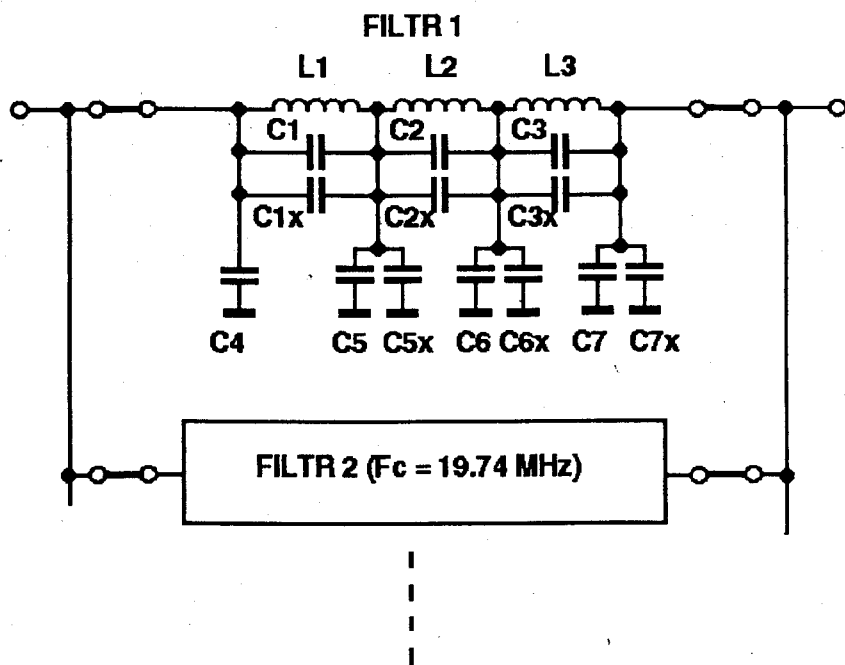 FILTR 1
L1 L2 L3
C1 C2 C3
C1x C2x C3x
C4 C5 C5x C6 C6x C7 C7x
FILTR 2 (Fc = 19.74 MHz)